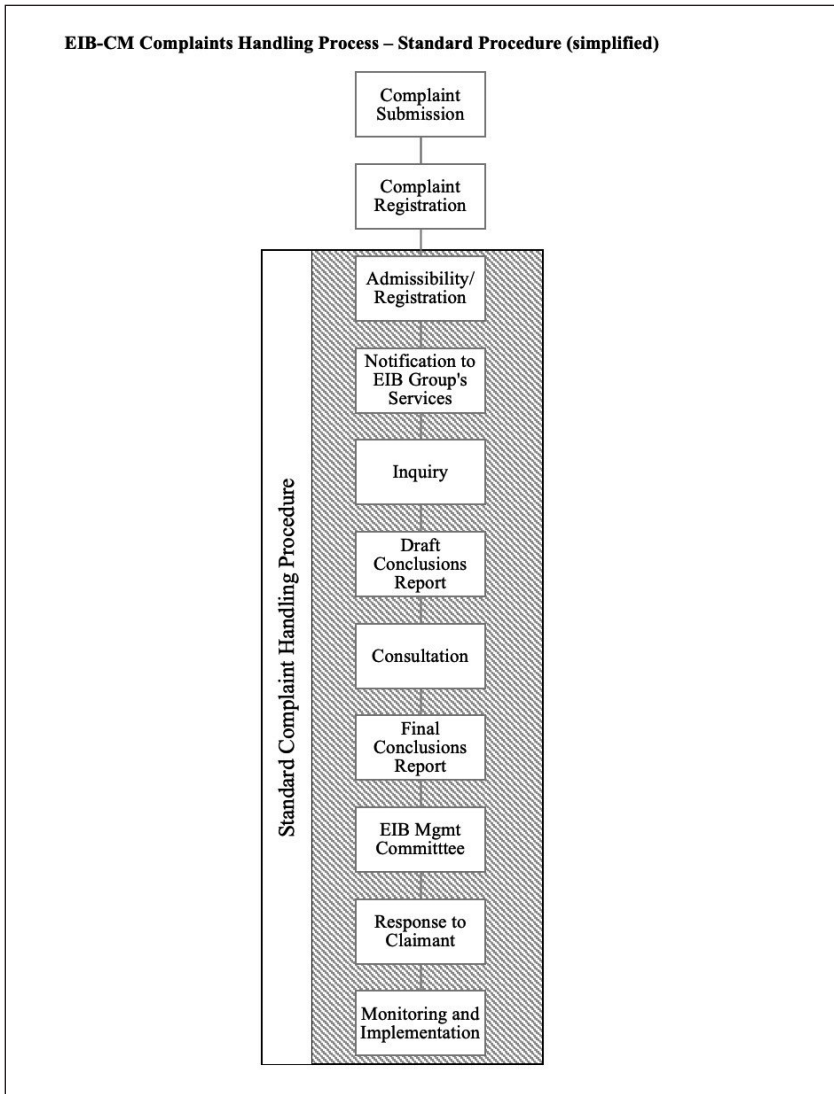 EIB-CM Complaints Handling Process – Standard Procedure (simplified)
Complaint
Submission
Complaint
Registration
Standard Complaint Handling Procedure
Admissibility/
Registration
Notification to
EIB Group's
Services
Inquiry
Draft
Conclusions
Report
Consultation
Final
Conclusions
Report
EIB Mgmt
Committtee
Response to
Claimant
Monitoring and
Implementation